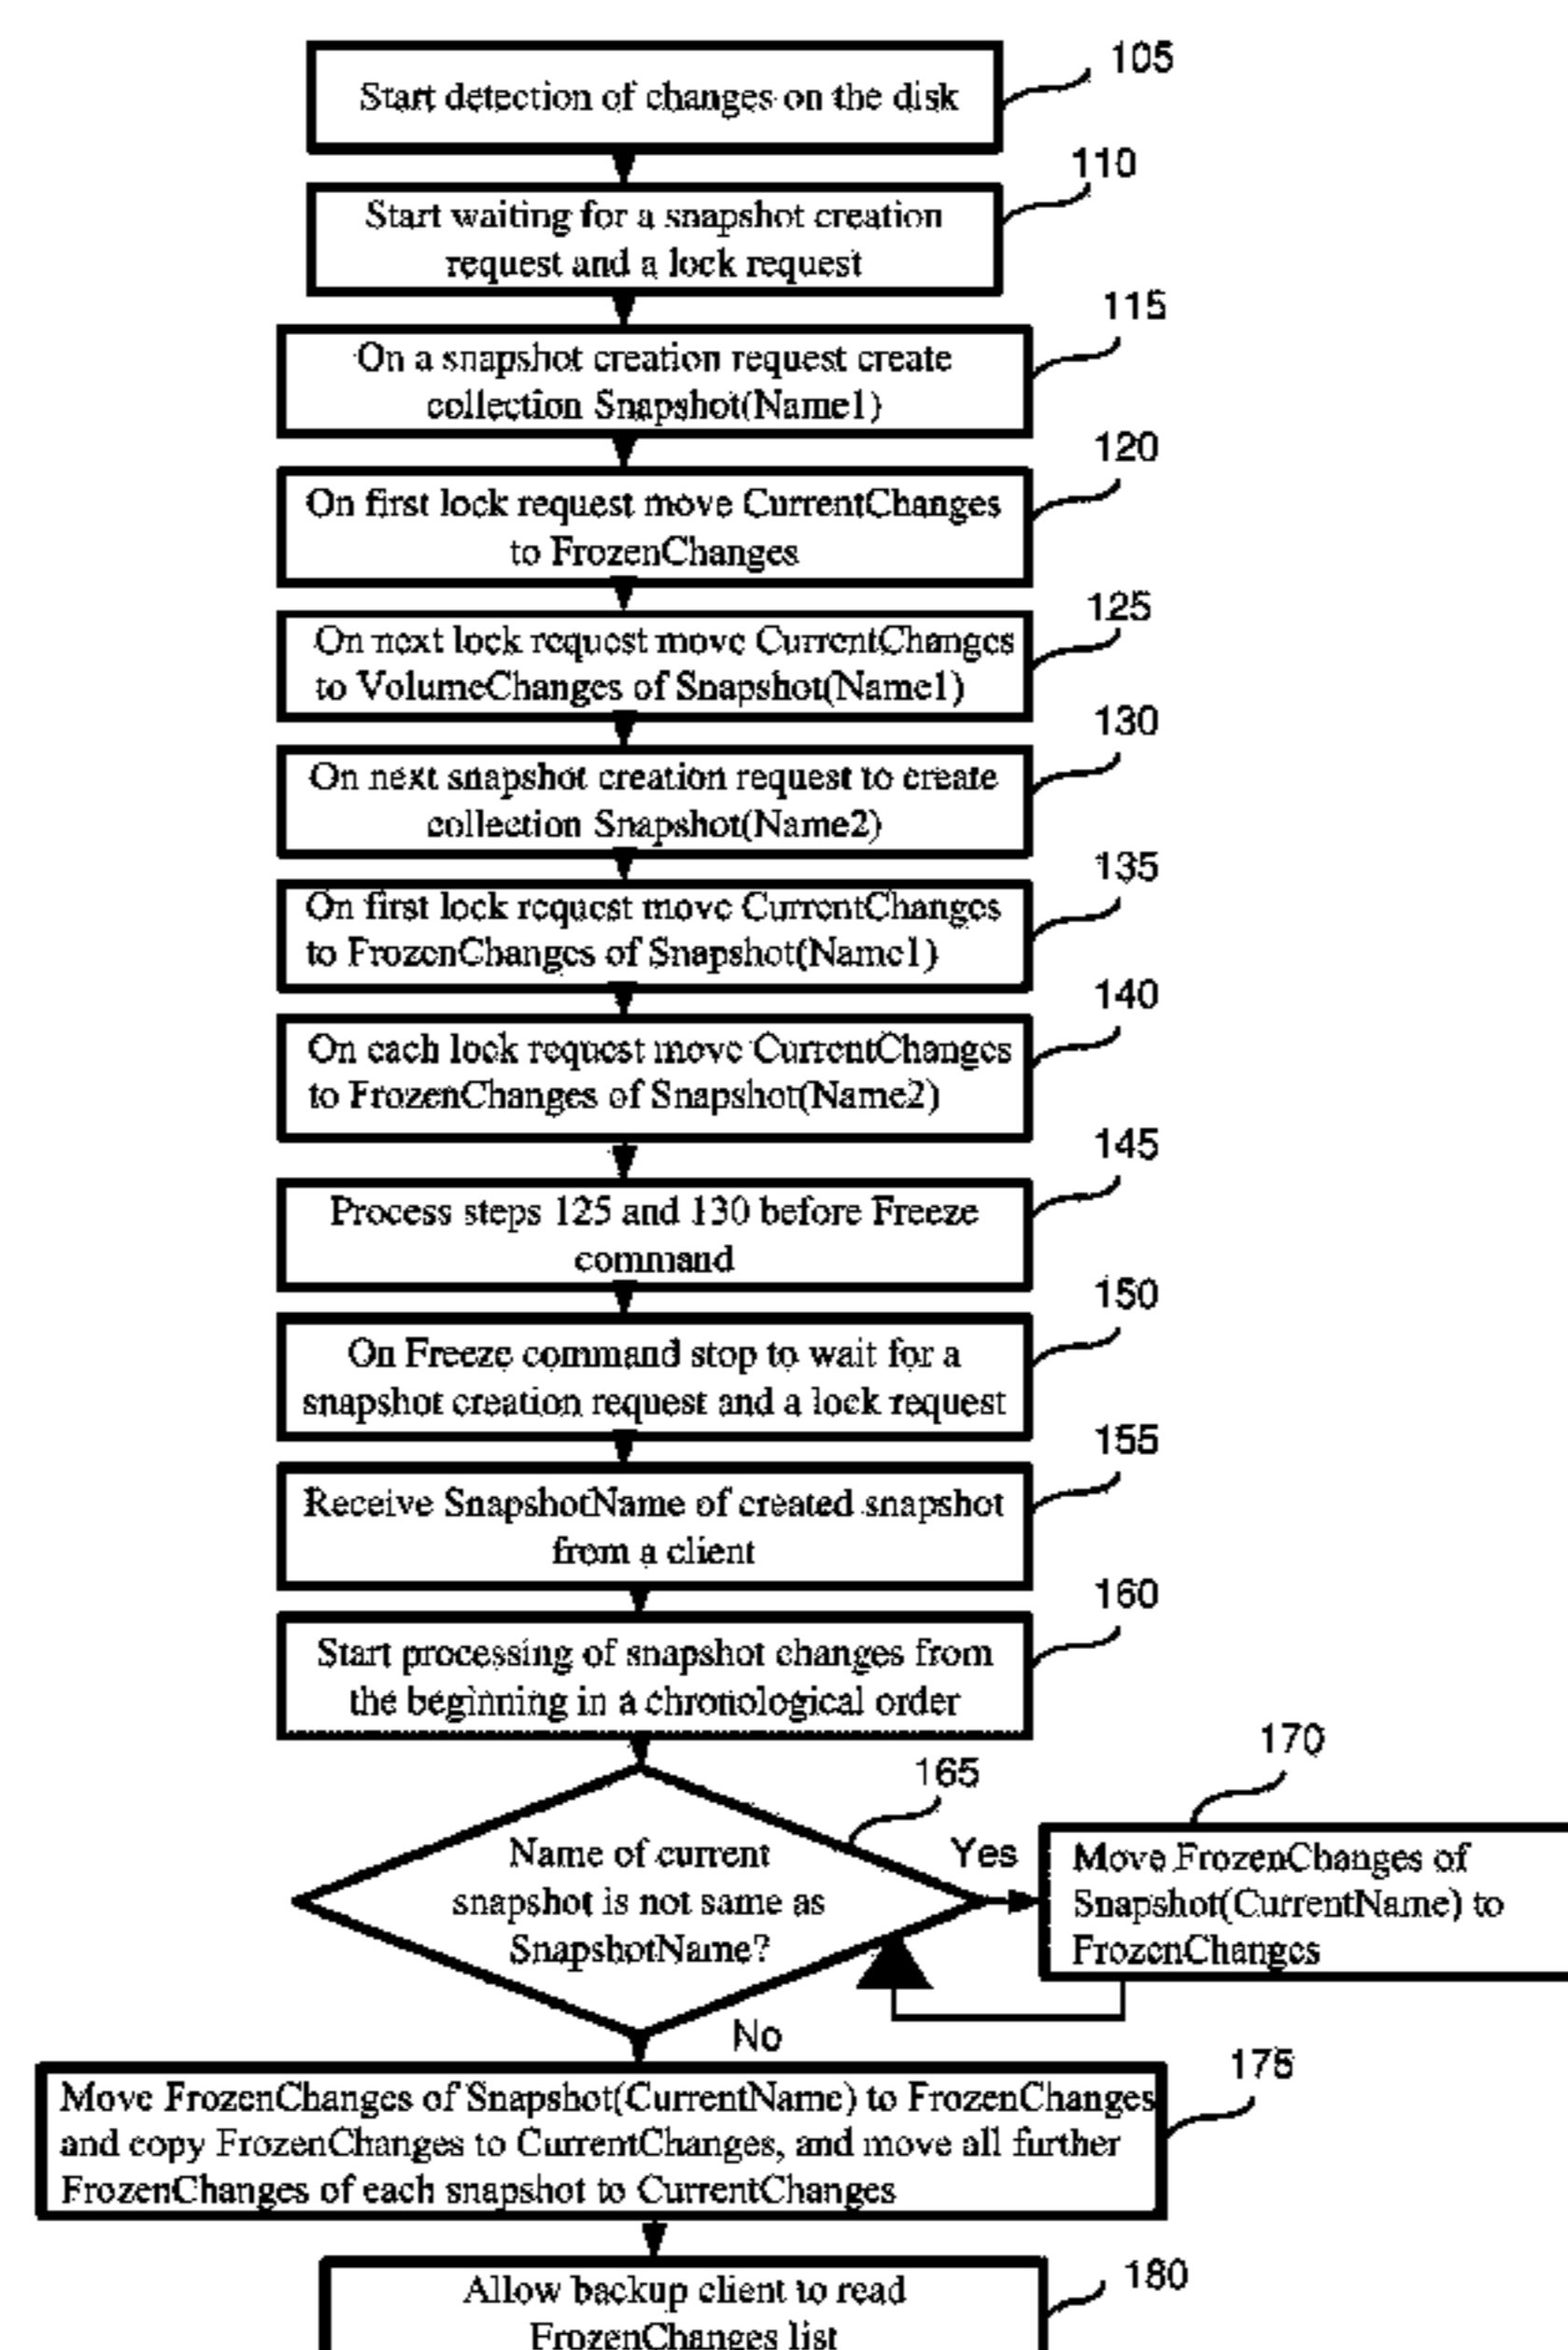 105
Start detection of changes on the disk
110
Start waiting for a snapshot creation
request and a lock request
115
On a snapshot creation request create
collection Snapshot(Name1)
120
On first lock request move CurrentChanges
to FrozenChanges
125
On next lock request move CurrentChanges
to VolumeChanges of Snapshot(Name1)
130
On next snapshot creation request to create
collection Snapshot(Name2)
135
On first lock request move CurrentChanges
to FrozenChanges of Snapshot(Name1)
140
On each lock request move CurrentChanges
to FrozenChanges of Snapshot(Name2)
145
Process steps 125 and 130 before Freeze
command
150
On Freeze command stop to wait for a
snapshot creation request and a lock request
155
Receive SnapshotName of created snapshot
from a client
160
Start processing of snapshot changes from
the beginning in a chronological order
165
170
Name of current
snapshot is not same as
SnapshotName?
Yes
Move FrozenChanges of
Snapshot(CurrentName) to
FrozenChanges
No
175
Move FrozenChanges of Snapshot(CurrentName) to FrozenChanges
and copy FrozenChanges to CurrentChanges, and move all further
FrozenChanges of each snapshot to CurrentChanges
180
Allow backup client to read
FrozenChanges list